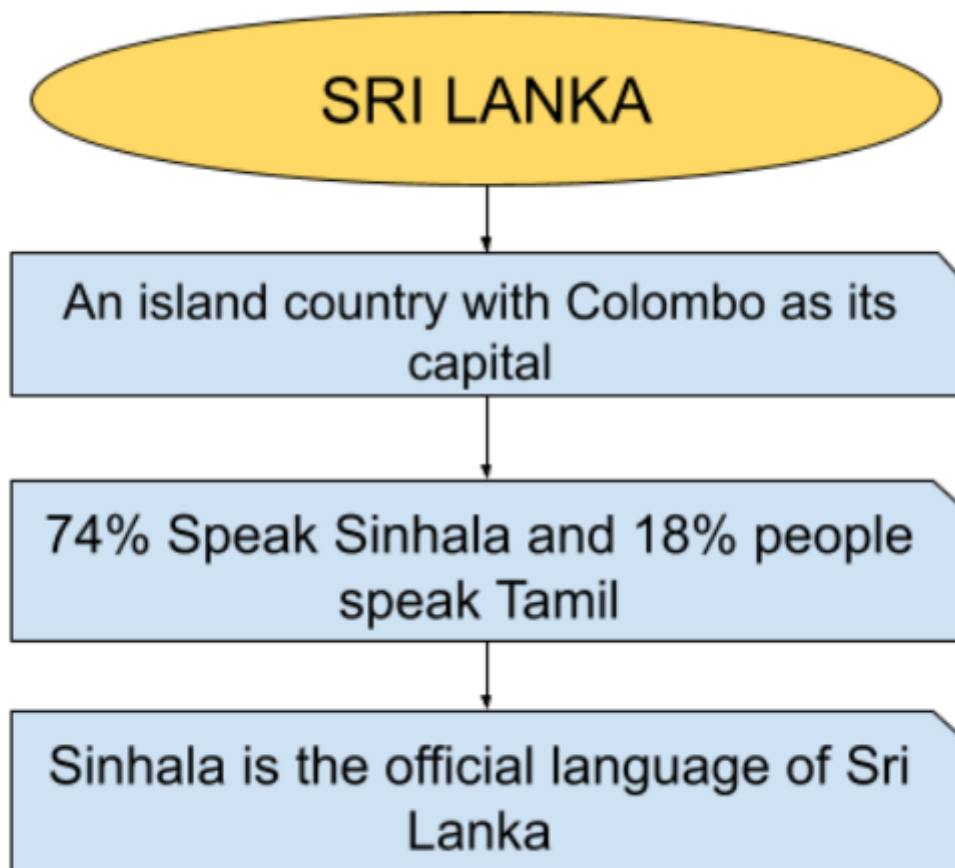 SRI LANKA
An island country with Colombo as its
capital
74% Speak Sinhala and 18% people
speak Tamil
Sinhala is the official language of Sri
Lanka